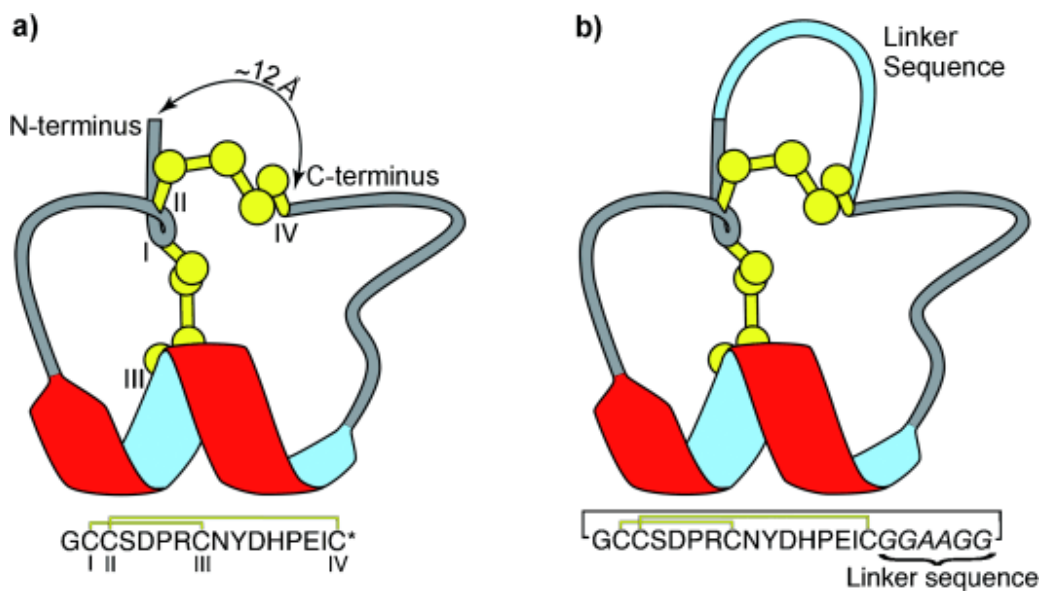 a)
~12 Å
N-terminus
C-terminus
II
IV
I
III
GCCSDPRCNYDHPEIC*
I II III IV
b)
Linker
Sequence
GCCSDPRCNYDHPEICGGAAGG
Linker sequence